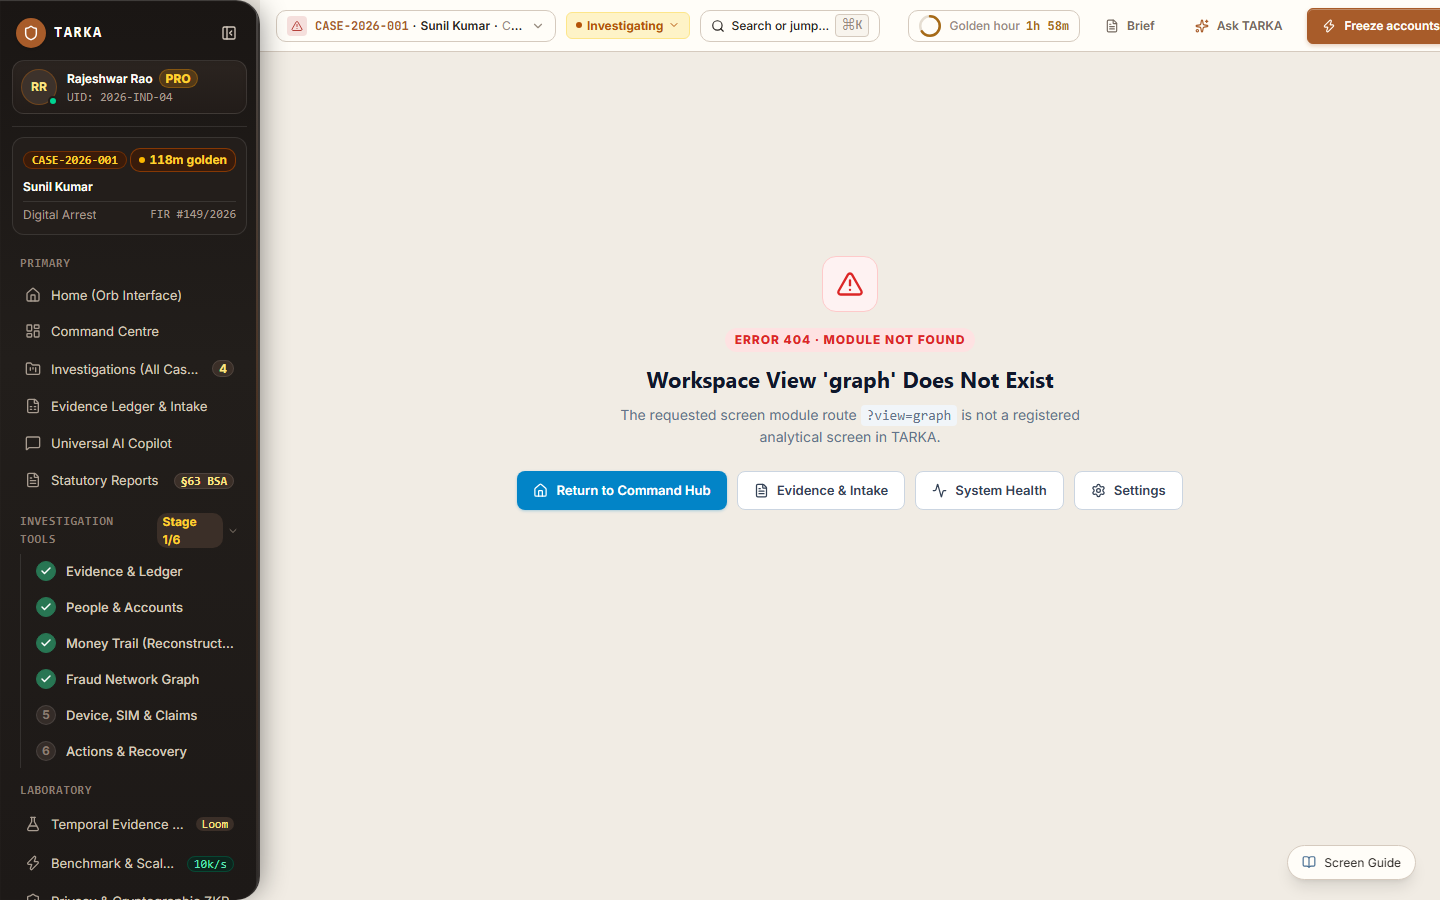 TARKA
RR
Rajeshwar Rao PRO
UID: 2026-IND-04
CASE-2026-001 118m golden
Sunil Kumar
Digital Arrest FIR #149/2026
PRIMARY
Home (Orb Interface)
Command Centre
Investigations (All Cas... 4
Evidence Ledger & Intake
Universal AI Copilot
Statutory Reports §63 BSA
INVESTIGATION TOOLS Stage 1/6
Evidence & Ledger
People & Accounts
Money Trail (Reconstruct...
Fraud Network Graph
5 Device, SIM & Claims
6 Actions & Recovery
LABORATORY
Temporal Evidence ... Loom
Benchmark & Scal... 10k/s
Privacy & Cryptographic ZKP
CASE-2026-001 · Sunil Kumar · C... Investigating Search or jump... ⌘K Golden hour 1h 58m Brief Ask TARKA Freeze accounts
ERROR 404 · MODULE NOT FOUND
Workspace View 'graph' Does Not Exist
The requested screen module route ?view=graph is not a registered
analytical screen in TARKA.
Return to Command Hub Evidence & Intake System Health Settings
Screen Guide